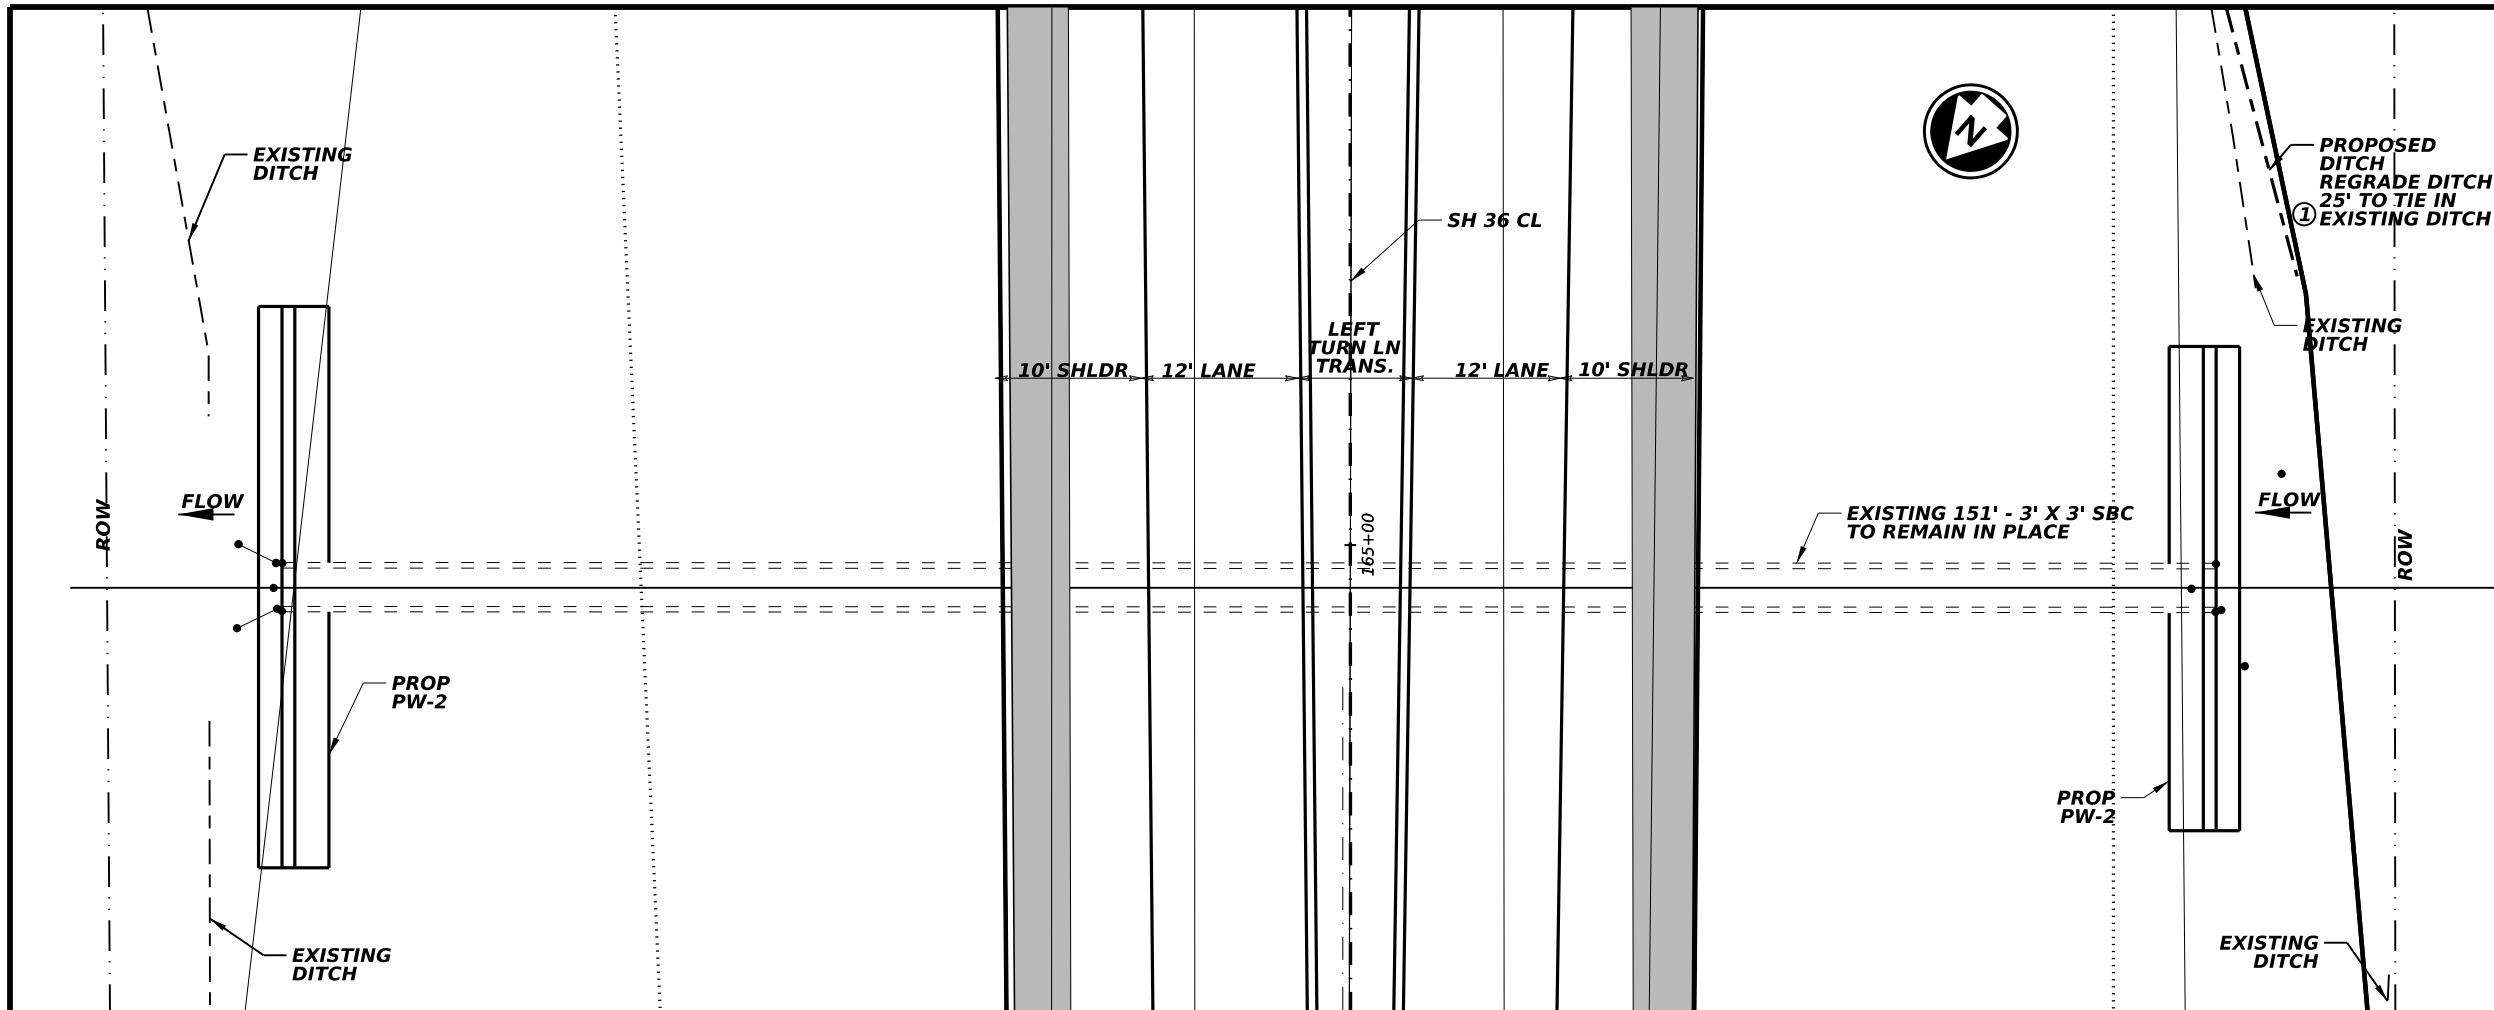 EXISTING
DITCH
PROPOSED
DITCH
REGRADE DITCH
25' TO TIE IN
EXISTING DITCH
1
N
SH 36 CL
EXISTING
DITCH
LEFT
TURN LN
TRANS.
10' SHLDR
12' LANE
12' LANE
10' SHLDR
ROW
FLOW
165+00
EXISTING 151' - 3' X 3' SBC
TO REMAIN IN PLACE
FLOW
ROW
PROP
PW-2
PROP
PW-2
EXISTING
DITCH
EXISTING
DITCH